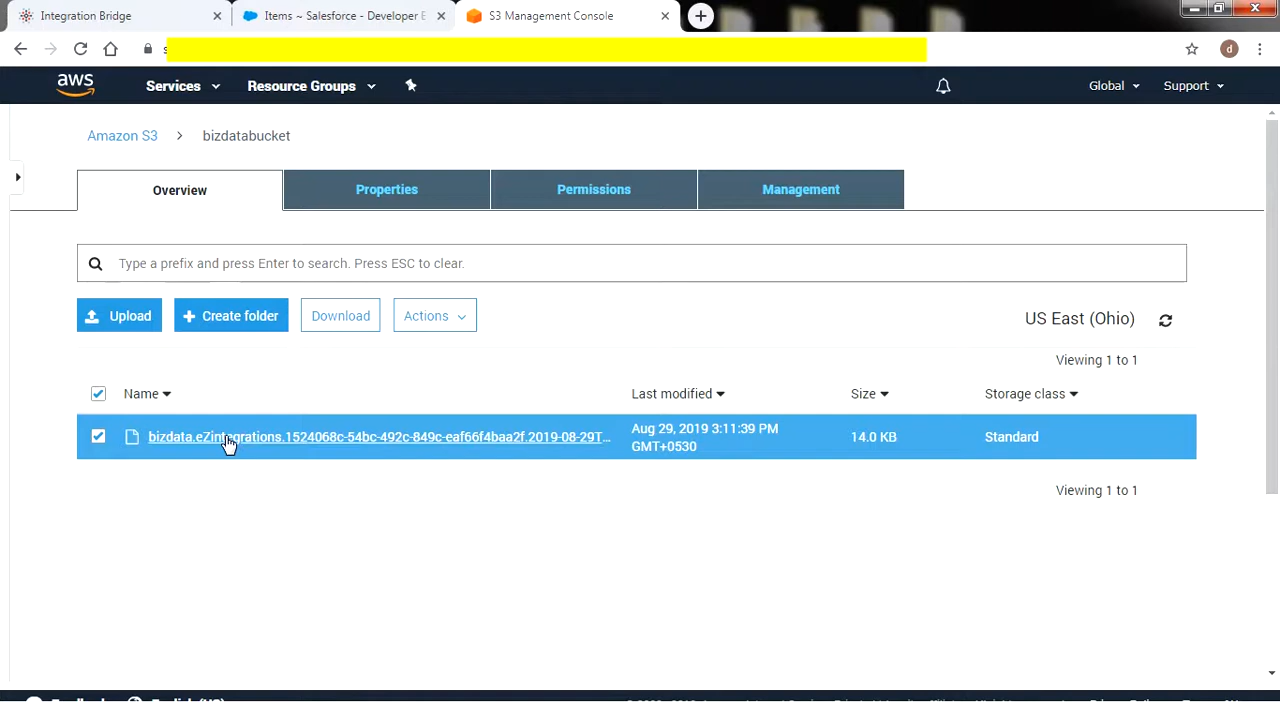 Integration Bridge
Items ~ Salesforce - Developer E
S3 Management Console
d
aws
Services
Resource Groups
Global
Support
Amazon S3
bizdatabucket
Overview
Properties
Permissions
Management
Type a prefix and press Enter to search. Press ESC to clear.
Upload
Create folder
Download
Actions
US East (Ohio)
Viewing 1 to 1
Name
Last modified
Size
Storage class
bizdata.eZintegrations.1524068c-54bc-492c-849c-eaf66f4baa2f.2019-08-29T...
Aug 29, 2019 3:11:39 PM
GMT+0530
14.0 KB
Standard
Viewing 1 to 1